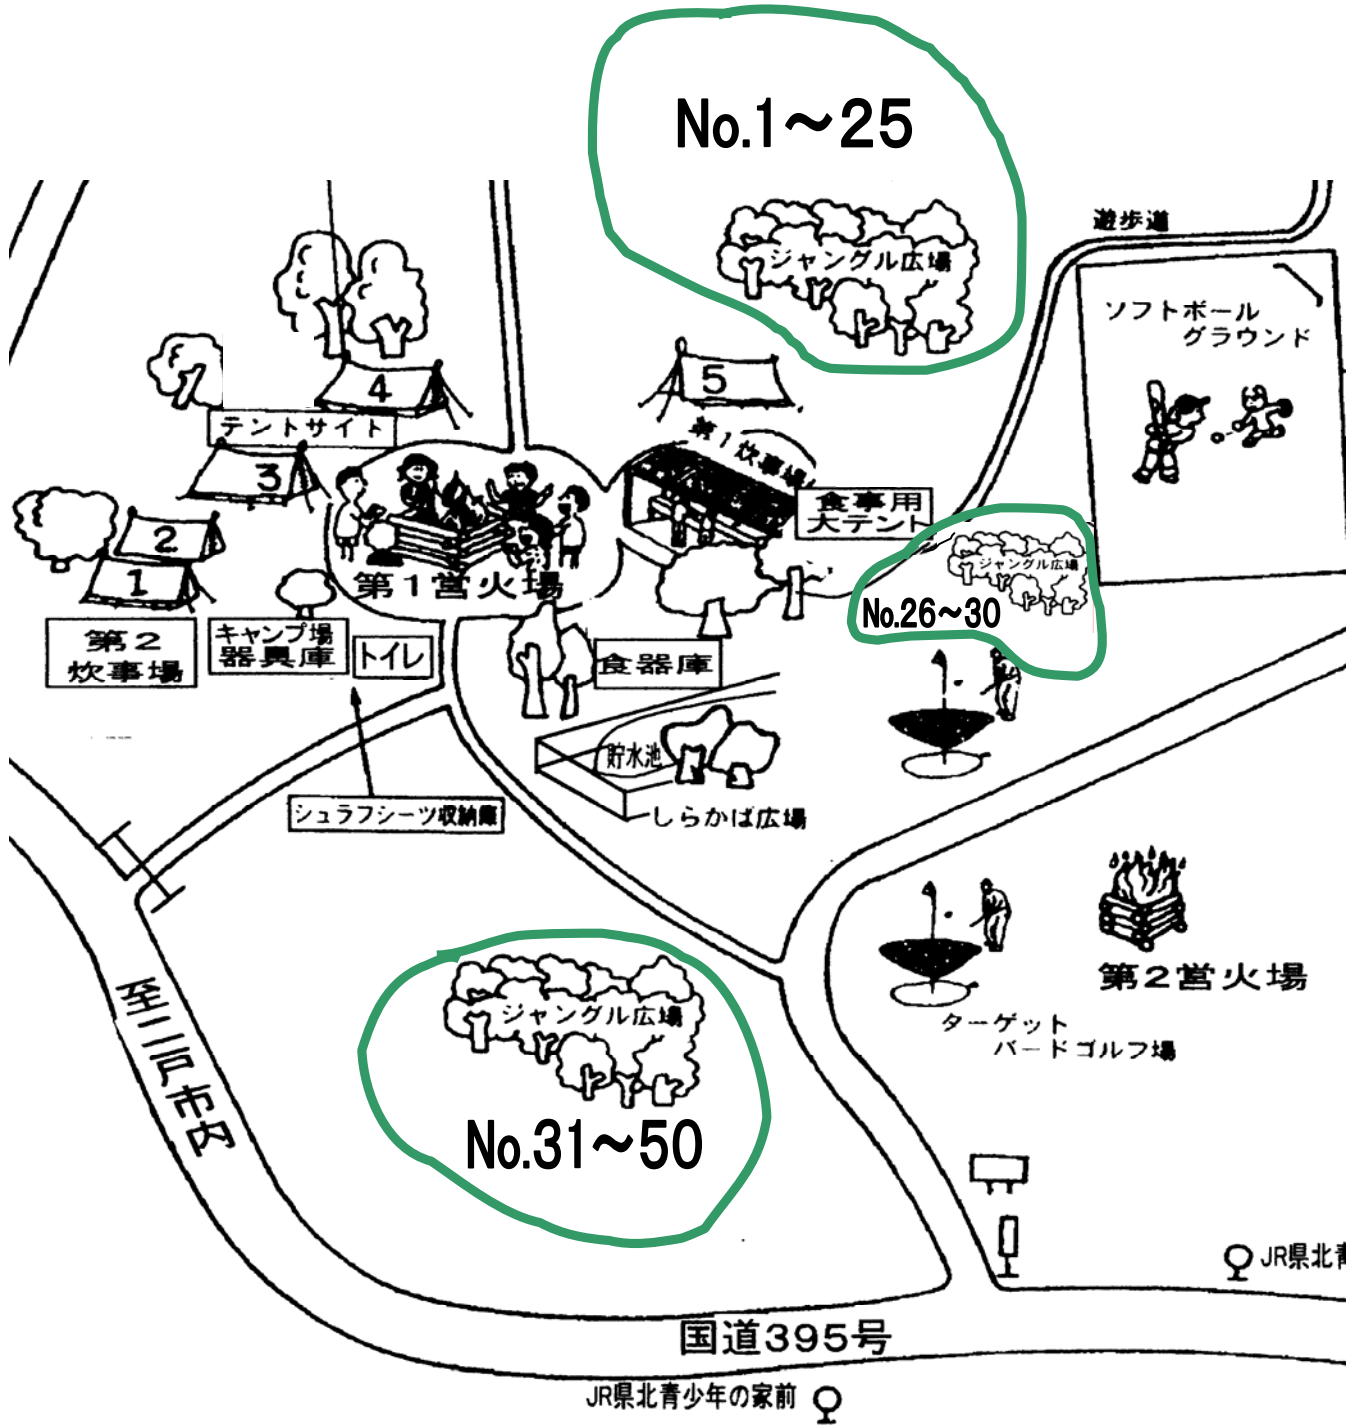 No.1～25
ジャングル広場
遊歩道
ソフトボール
グラウンド
4
5
テントサイト
第1炊事場
3
食事用
大テント
2
1
第1営火場
ジャングル広場
No.26～30
第2
炊事場
キャンプ場
器具庫
トイレ
食器庫
貯水池
シュラフシーツ収納庫
しらかば広場
第2営火場
ターゲット
バードゴルフ場
ジャングル広場
No.31～50
至二戸市内
JR県北青
国道395号
JR県北青少年の家前